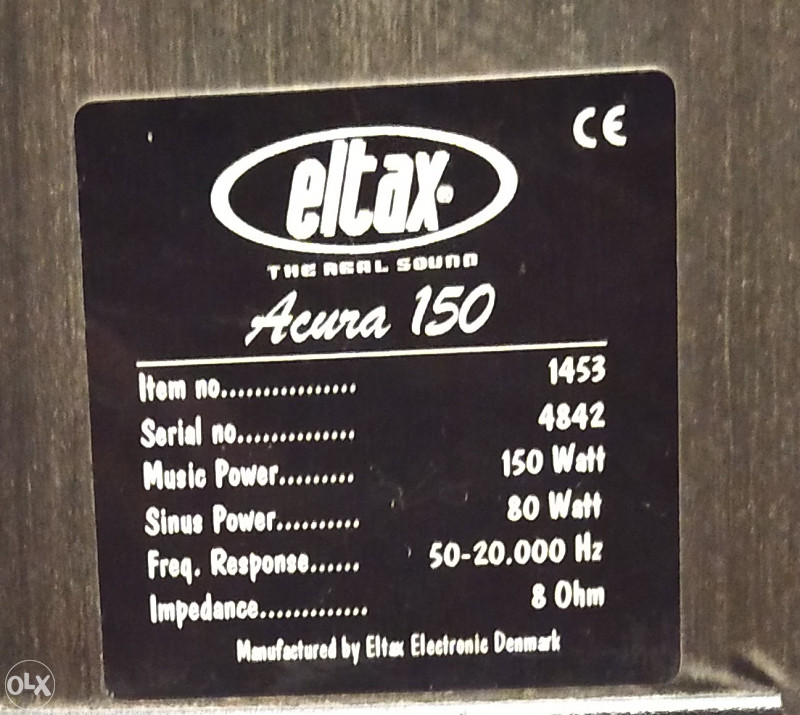 CE
eltax
THE REAL SOUND
Acura 150
Item no................ 1453
Serial no.............. 4842
Music Power......... 150 Watt
Sinus Power.......... 80 Watt
Freq. Response...... 50-20.000 Hz
Impedance............. 8 Ohm
Manufactured by Eltax Electronic Denmark
OLX